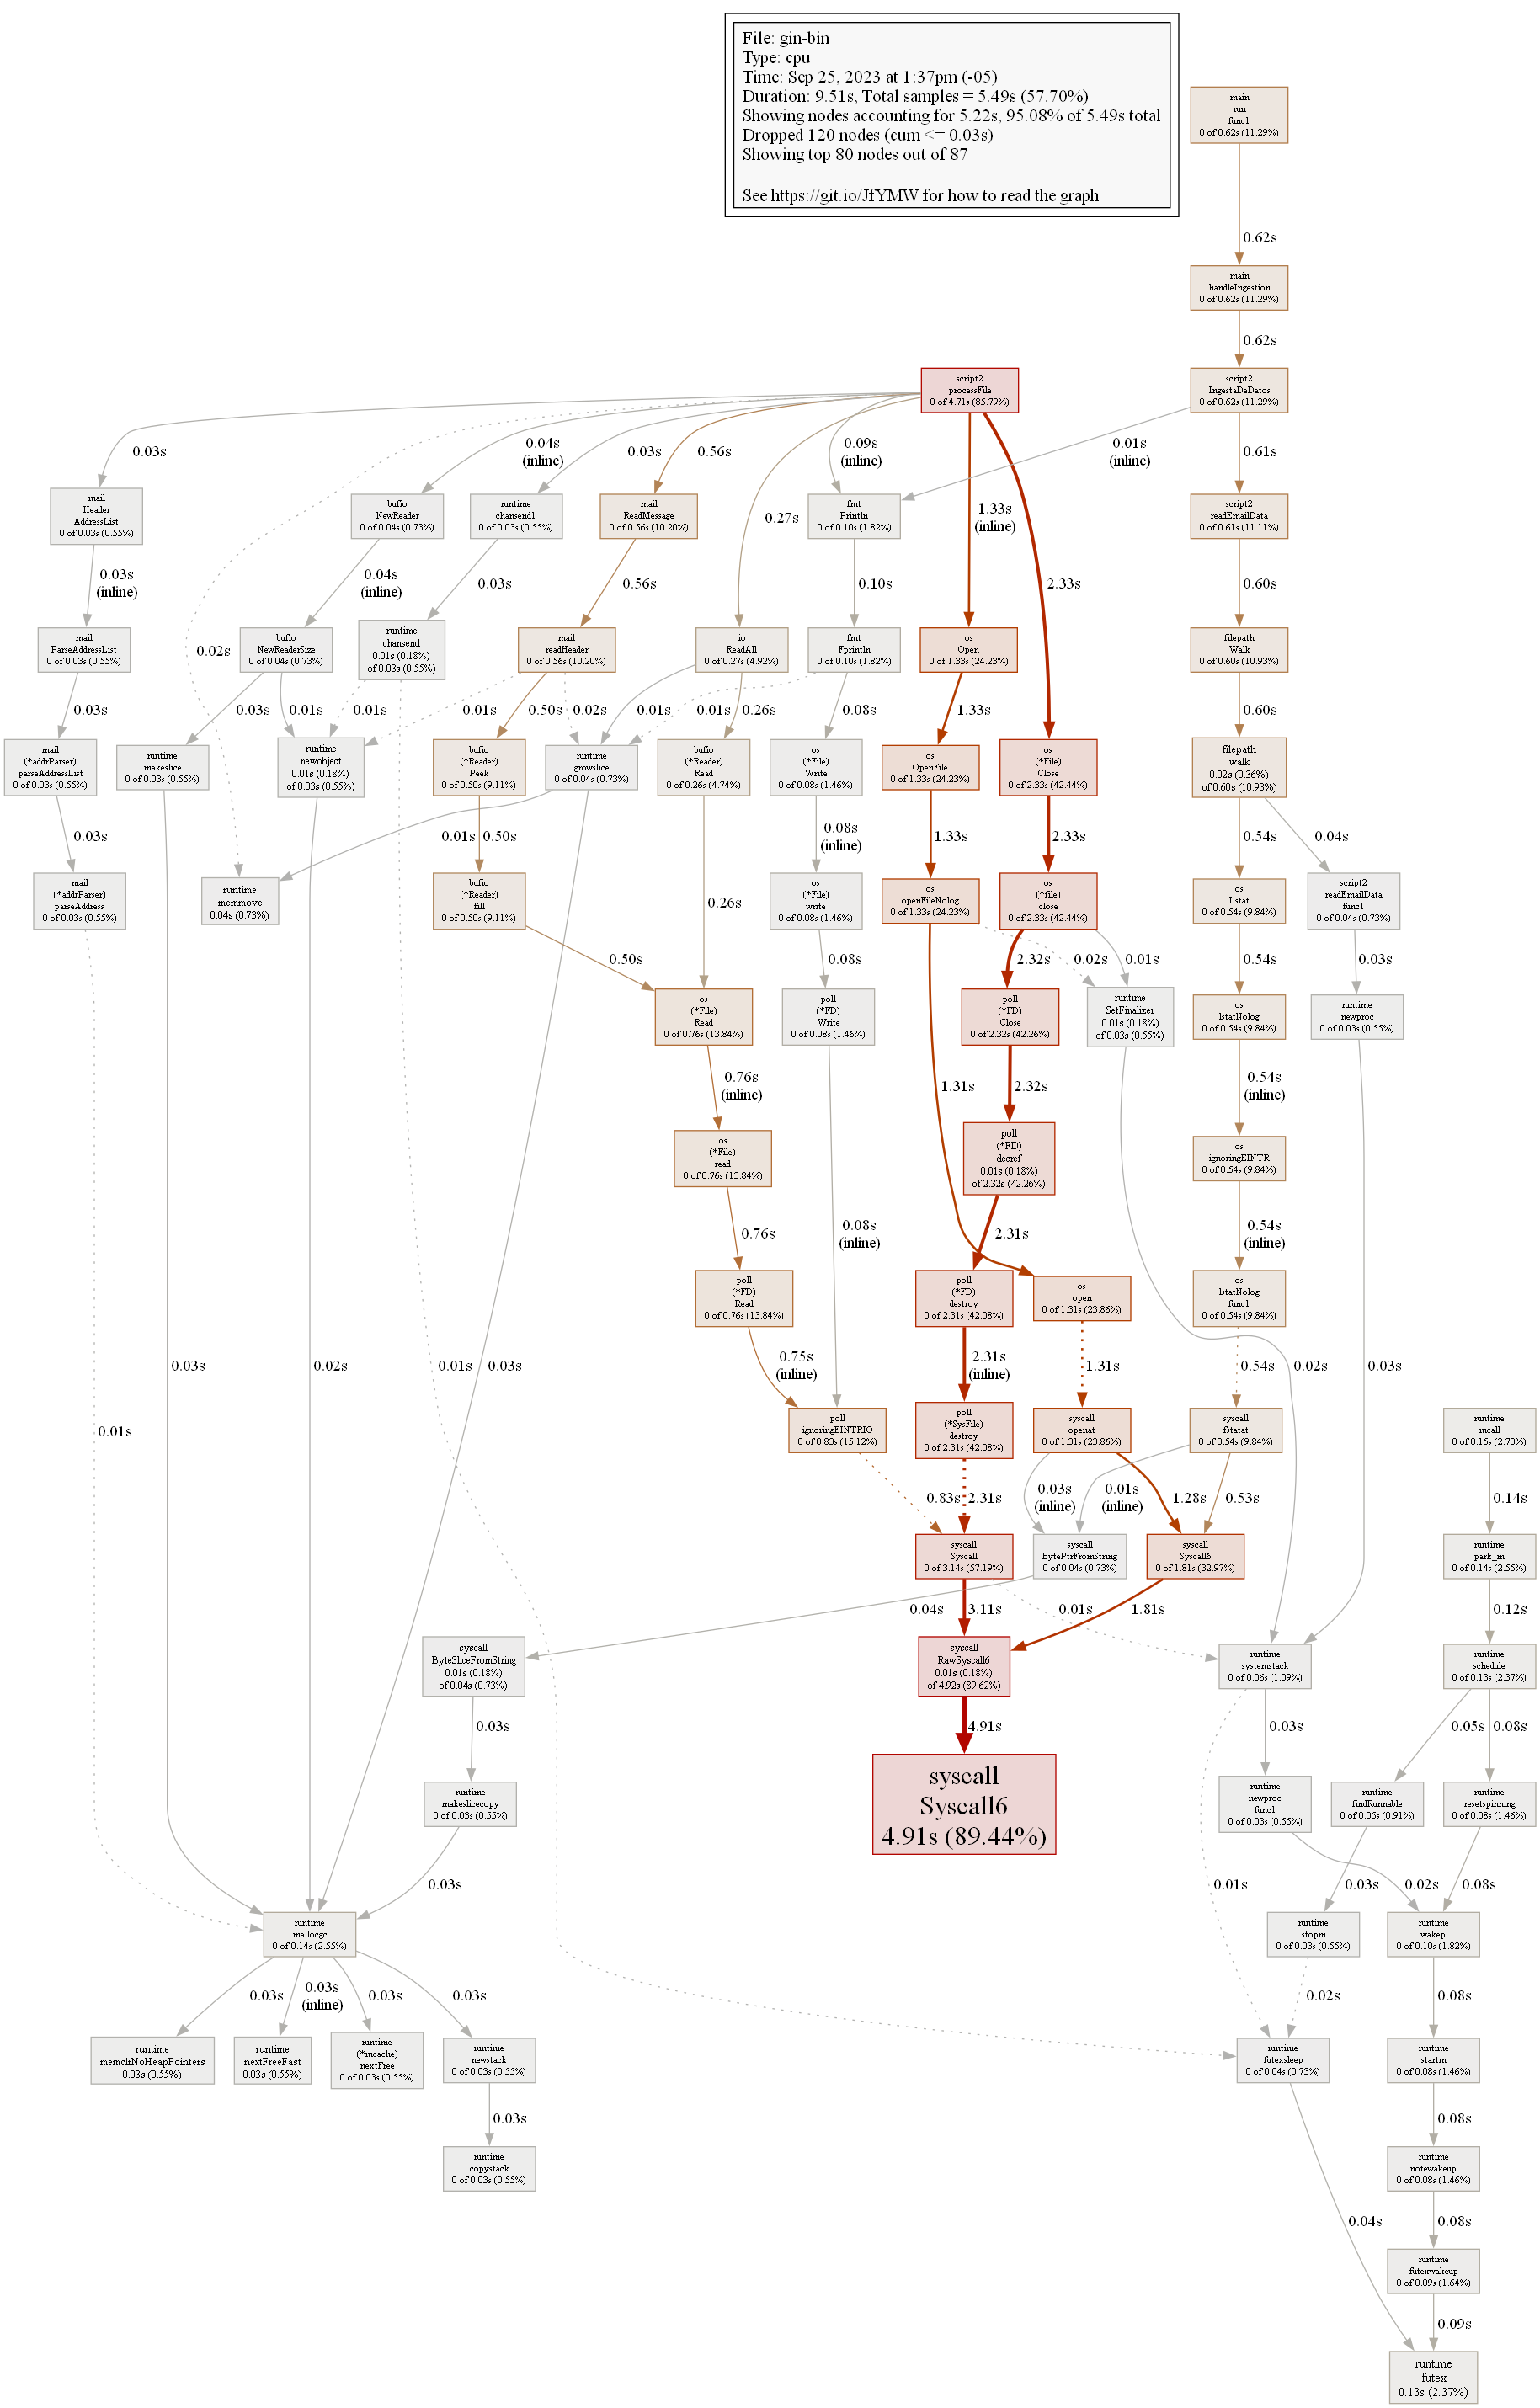 File: gin-bin
Type: cpu
Time: Sep 25, 2023 at 1:37pm (-05)
Duration: 9.51s, Total samples = 5.49s (57.70%)
Showing nodes accounting for 5.22s, 95.08% of 5.49s total
Dropped 120 nodes (cum <= 0.03s)
Showing top 80 nodes out of 87
See https://git.io/JfYMW for how to read the graph
main
run
func1
0 of 0.62s (11.29%)
0.62s
main
handleIngestion
0 of 0.62s (11.29%)
0.62s
script2
processFile
0 of 4.71s (85.79%)
script2
IngestaDeDatos
0 of 0.62s (11.29%)
0.03s
0.02s
0.04s
(inline)
0.03s
0.56s
0.27s
0.09s
(inline)
1.33s
(inline)
2.33s
0.01s
(inline)
0.61s
mail
Header
AddressList
0 of 0.03s (0.55%)
bufio
NewReader
0 of 0.04s (0.73%)
runtime
chansend1
0 of 0.03s (0.55%)
mail
ReadMessage
0 of 0.56s (10.20%)
fmt
Println
0 of 0.10s (1.82%)
script2
readEmailData
0 of 0.61s (11.11%)
0.03s
(inline)
0.04s
(inline)
0.03s
0.56s
0.10s
0.60s
mail
ParseAddressList
0 of 0.03s (0.55%)
bufio
NewReaderSize
0 of 0.04s (0.73%)
runtime
chansend
0.01s (0.18%)
of 0.03s (0.55%)
mail
readHeader
0 of 0.56s (10.20%)
io
ReadAll
0 of 0.27s (4.92%)
fmt
Fprintln
0 of 0.10s (1.82%)
os
Open
0 of 1.33s (24.23%)
filepath
Walk
0 of 0.60s (10.93%)
0.03s
0.03s
0.01s
0.01s
0.01s
0.50s
0.02s
0.01s
0.26s
0.01s
0.08s
1.33s
0.60s
mail
(*addrParser)
parseAddressList
0 of 0.03s (0.55%)
runtime
makeslice
0 of 0.03s (0.55%)
runtime
newobject
0.01s (0.18%)
of 0.03s (0.55%)
bufio
(*Reader)
Peek
0 of 0.50s (9.11%)
runtime
growslice
0 of 0.04s (0.73%)
bufio
(*Reader)
Read
0 of 0.26s (4.74%)
os
(*File)
Write
0 of 0.08s (1.46%)
os
OpenFile
0 of 1.33s (24.23%)
os
(*File)
Close
0 of 2.33s (42.44%)
filepath
walk
0.02s (0.36%)
of 0.60s (10.93%)
0.03s
0.01s
0.50s
0.26s
0.08s
(inline)
1.33s
2.33s
0.54s
0.04s
mail
(*addrParser)
parseAddress
0 of 0.03s (0.55%)
runtime
memmove
0.04s (0.73%)
bufio
(*Reader)
fill
0 of 0.50s (9.11%)
os
(*File)
write
0 of 0.08s (1.46%)
os
openFileNolog
0 of 1.33s (24.23%)
os
(*file)
close
0 of 2.33s (42.44%)
os
Lstat
0 of 0.54s (9.84%)
script2
readEmailData
func1
0 of 0.04s (0.73%)
0.50s
0.08s
2.32s
0.02s
0.01s
0.54s
0.03s
os
(*File)
Read
0 of 0.76s (13.84%)
poll
(*FD)
Write
0 of 0.08s (1.46%)
poll
(*FD)
Close
0 of 2.32s (42.26%)
runtime
SetFinalizer
0.01s (0.18%)
of 0.03s (0.55%)
os
lstatNolog
0 of 0.54s (9.84%)
runtime
newproc
0 of 0.03s (0.55%)
0.76s
(inline)
1.31s
2.32s
0.54s
(inline)
os
(*File)
read
0 of 0.76s (13.84%)
poll
(*FD)
decref
0.01s (0.18%)
of 2.32s (42.26%)
os
ignoringEINTR
0 of 0.54s (9.84%)
0.76s
0.08s
(inline)
2.31s
0.54s
(inline)
poll
(*FD)
Read
0 of 0.76s (13.84%)
poll
(*FD)
destroy
0 of 2.31s (42.08%)
os
open
0 of 1.31s (23.86%)
os
lstatNolog
func1
0 of 0.54s (9.84%)
0.01s
0.03s
0.02s
0.03s
0.01s
0.75s
(inline)
2.31s
(inline)
1.31s
0.54s
0.02s
0.03s
poll
ignoringEINTRIO
0 of 0.83s (15.12%)
poll
(*SysFile)
destroy
0 of 2.31s (42.08%)
syscall
openat
0 of 1.31s (23.86%)
syscall
fstatat
0 of 0.54s (9.84%)
runtime
mcall
0 of 0.15s (2.73%)
0.83s
2.31s
0.03s
(inline)
0.01s
(inline)
1.28s
0.53s
0.14s
syscall
Syscall
0 of 3.14s (57.19%)
syscall
BytePtrFromString
0 of 0.04s (0.73%)
syscall
Syscall6
0 of 1.81s (32.97%)
runtime
park_m
0 of 0.14s (2.55%)
0.04s
3.11s
0.01s
1.81s
0.12s
syscall
ByteSliceFromString
0.01s (0.18%)
of 0.04s (0.73%)
syscall
RawSyscall6
0.01s (0.18%)
of 4.92s (89.62%)
runtime
systemstack
0 of 0.06s (1.09%)
runtime
schedule
0 of 0.13s (2.37%)
0.03s
4.91s
0.03s
0.05s
0.08s
runtime
makeslicecopy
0 of 0.03s (0.55%)
syscall
Syscall6
4.91s (89.44%)
runtime
newproc
func1
0 of 0.03s (0.55%)
runtime
findRunnable
0 of 0.05s (0.91%)
runtime
resetspinning
0 of 0.08s (1.46%)
0.03s
0.01s
0.02s
0.03s
0.08s
runtime
mallocgc
0 of 0.14s (2.55%)
runtime
stopm
0 of 0.03s (0.55%)
runtime
wakep
0 of 0.10s (1.82%)
0.03s
0.03s
(inline)
0.03s
0.03s
0.02s
0.08s
runtime
memclrNoHeapPointers
0.03s (0.55%)
runtime
nextFreeFast
0.03s (0.55%)
runtime
(*mcache)
nextFree
0 of 0.03s (0.55%)
runtime
newstack
0 of 0.03s (0.55%)
runtime
futexsleep
0 of 0.04s (0.73%)
runtime
startm
0 of 0.08s (1.46%)
0.03s
0.08s
runtime
copystack
0 of 0.03s (0.55%)
runtime
notewakeup
0 of 0.08s (1.46%)
0.04s
0.08s
runtime
futexwakeup
0 of 0.09s (1.64%)
0.09s
runtime
futex
0.13s (2.37%)